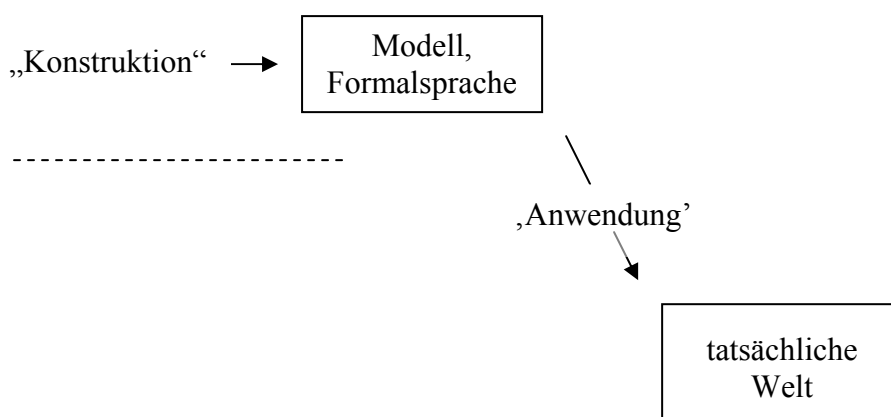 „Konstruktion“
Modell,
Formalsprache
‚Anwendung’
tatsächliche
Welt